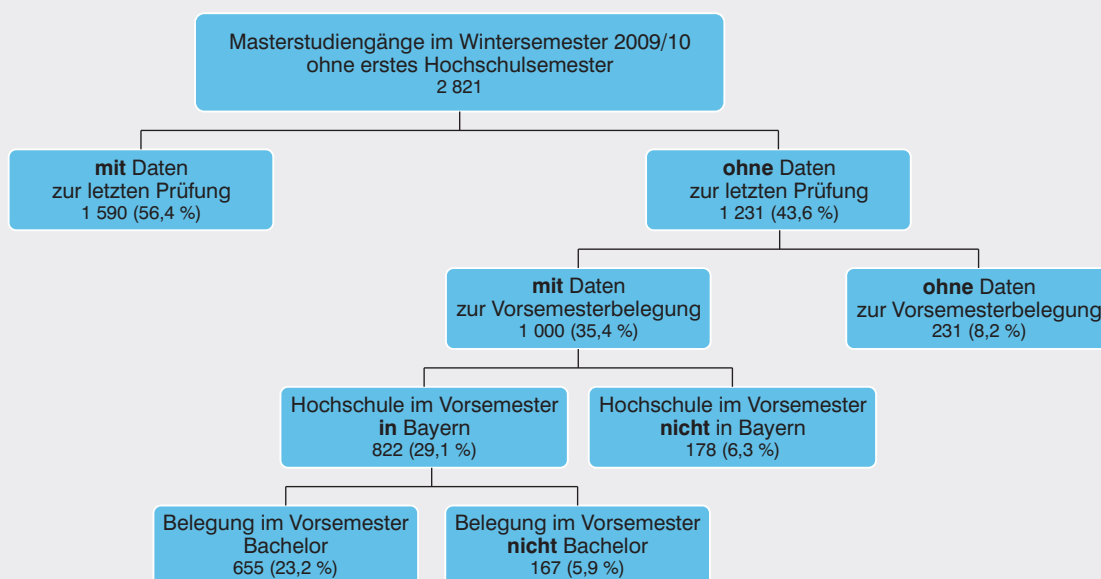 Masterstudiengänge im Wintersemester 2009/10
ohne erstes Hochschulsemester
2 821
mit Daten
zur letzten Prüfung
1 590 (56,4 %)
ohne Daten
zur letzten Prüfung
1 231 (43,6 %)
mit Daten
zur Vorsemesterbelegung
1 000 (35,4 %)
ohne Daten
zur Vorsemesterbelegung
231 (8,2 %)
Hochschule im Vorsemester
in Bayern
822 (29,1 %)
Hochschule im Vorsemester
nicht in Bayern
178 (6,3 %)
Belegung im Vorsemester
Bachelor
655 (23,2 %)
Belegung im Vorsemester
nicht Bachelor
167 (5,9 %)